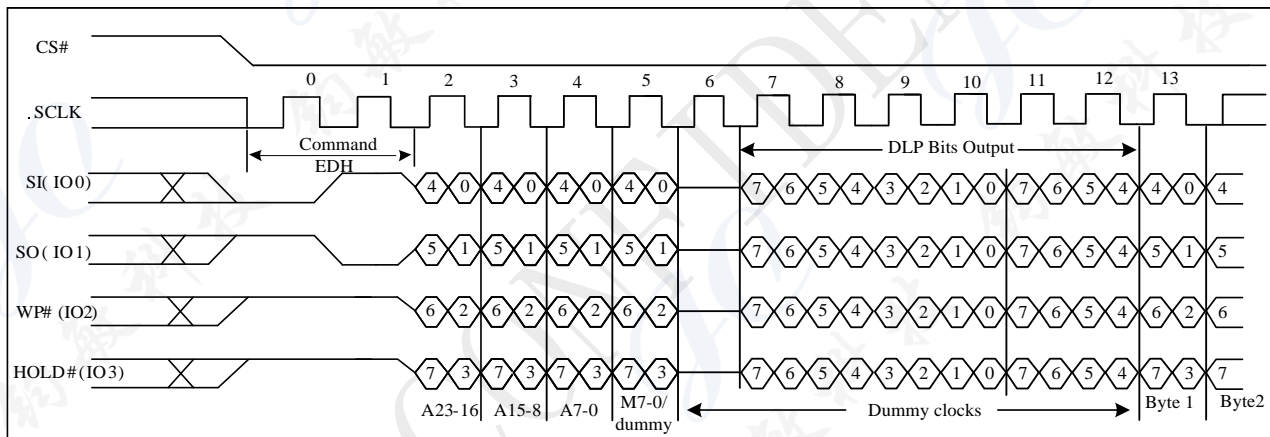 CS#
0 1 2 3 4 5 6 7 8 9 10 11 12 13
.SCLK
Command
EDH
DLP Bits Output
SI( IO0) 4 0 4 0 4 0 4 0 7 6 5 4 3 2 1 0 7 6 5 4 4 0 4
SO( IO1) 5 1 5 1 5 1 5 1 7 6 5 4 3 2 1 0 7 6 5 4 5 1 5
WP# (IO2) 6 2 6 2 6 2 6 2 7 6 5 4 3 2 1 0 7 6 5 4 6 2 6
HOLD# (IO3) 7 3 7 3 7 3 7 3 7 6 5 4 3 2 1 0 7 6 5 4 7 3 7
A23-16 A15-8 A7-0 M7-0/
dummy
Dummy clocks Byte 1 Byte2